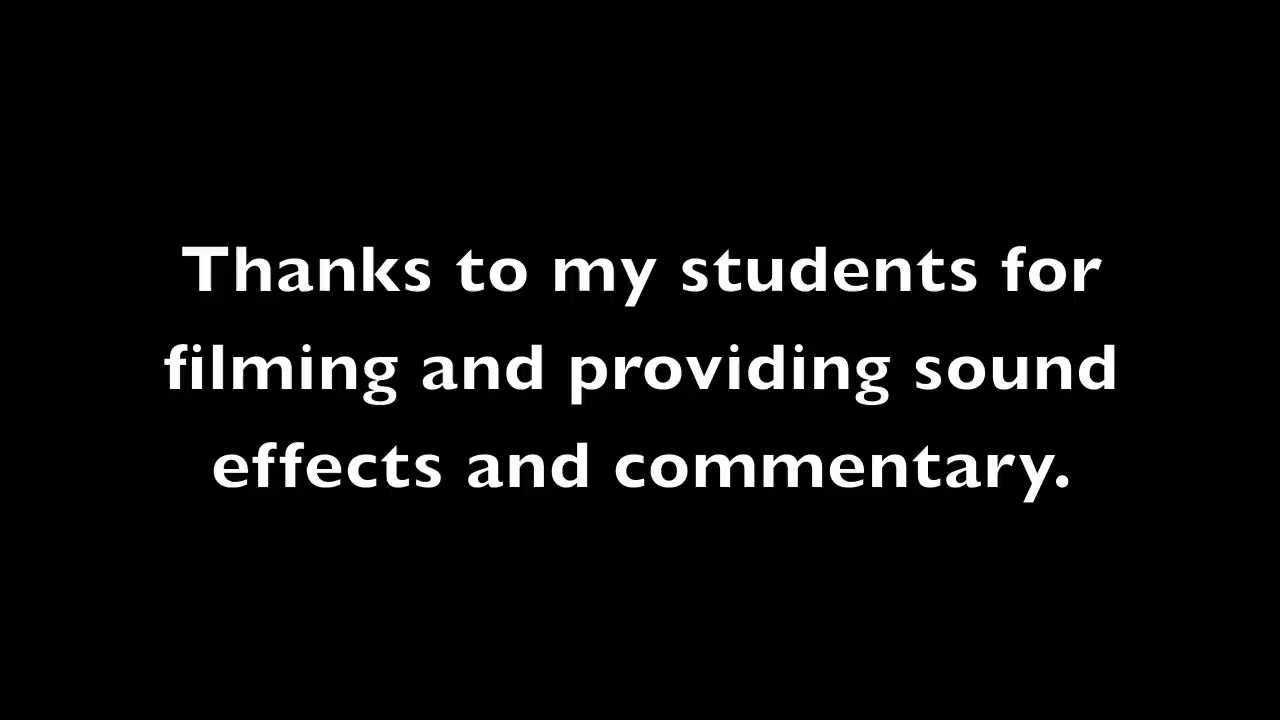 Thanks to my students for
filming and providing sound
effects and commentary.